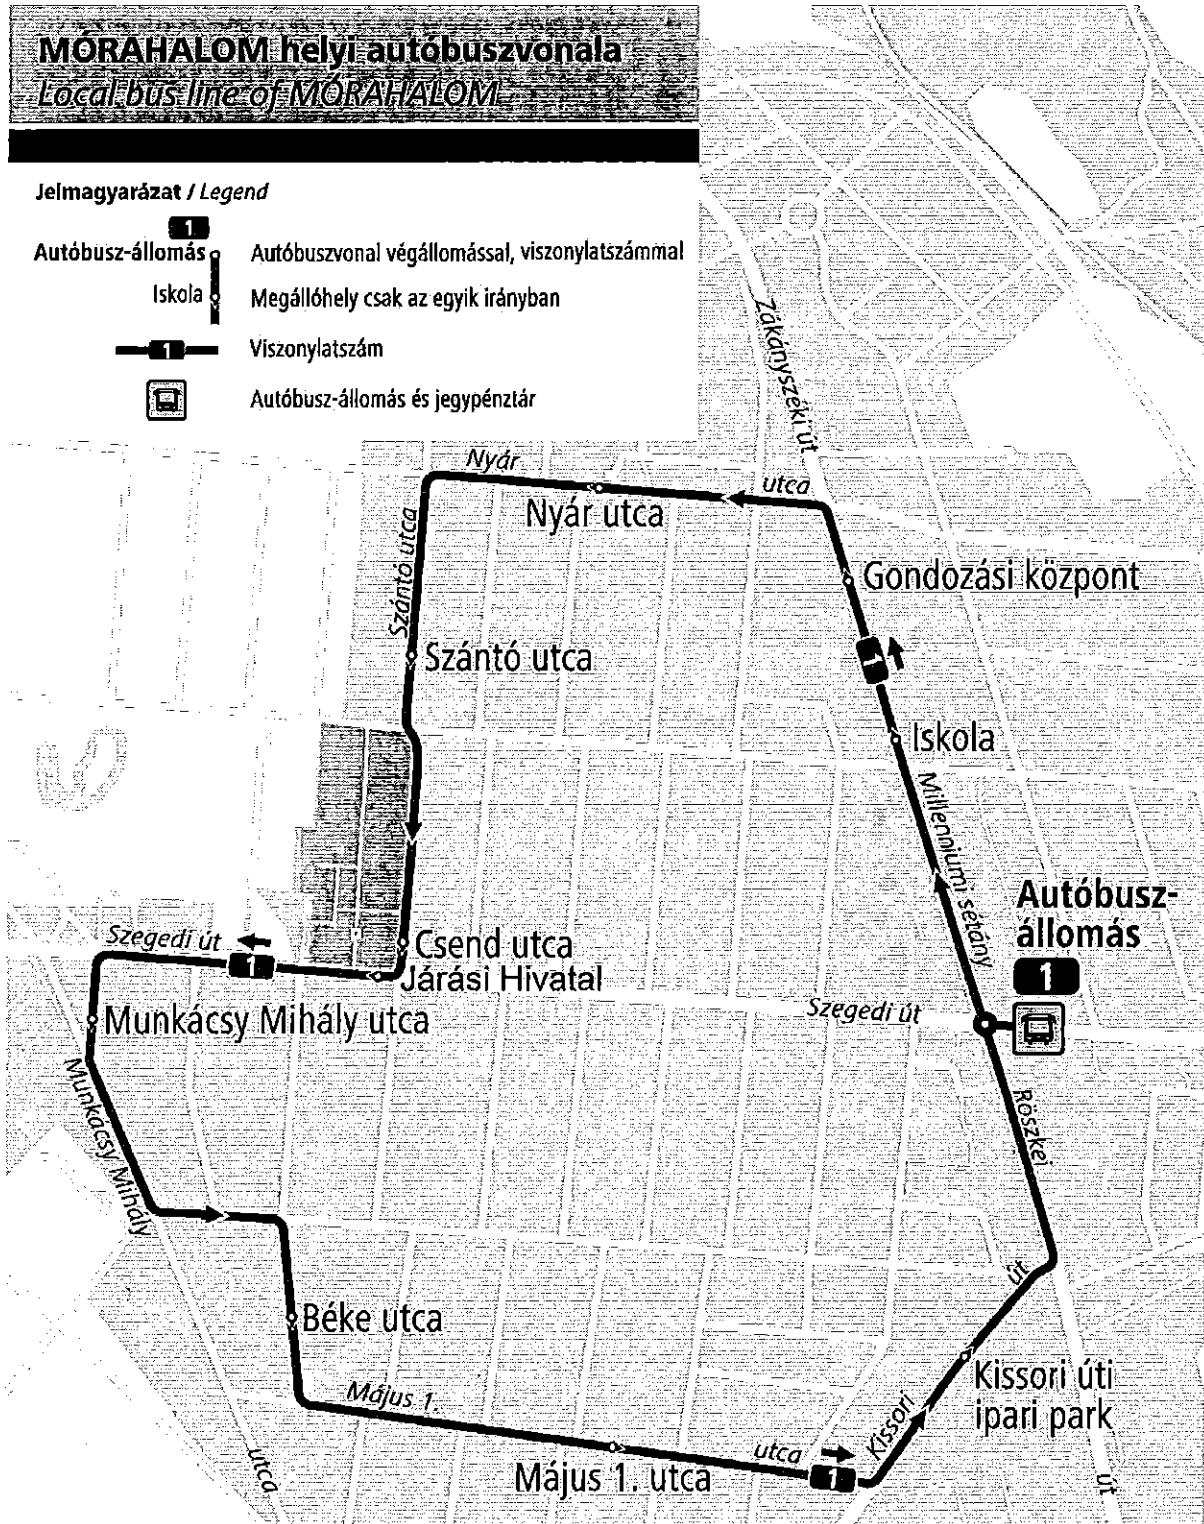 MÓRAHALOM helyi autóbuszvonala
Local bus line of MÓRAHALOM
Jelmagyarázat / Legend
1
Autóbusz-állomás
Autóbuszvonal végállomással, viszonylatszámmal
Iskola
Megállóhely csak az egyik irányban
1
Viszonylatszám
Autóbusz-állomás és jegypénztár
Zákányszéki út
Nyár
utca
Nyár utca
Szántó utca
Gondozási központ
Szántó utca
1
Iskola
Millenniumi sétány
Autóbusz-
állomás
1
Szegedi út
1
Csend utca
Járási Hivatal
Szegedi út
Munkácsy Mihály utca
Munkácsy Mihály
utca
Röszkei
út
Béke utca
Május 1.
utca
Május 1. utca
1
Kissori
út
Kissori úti
ipari park